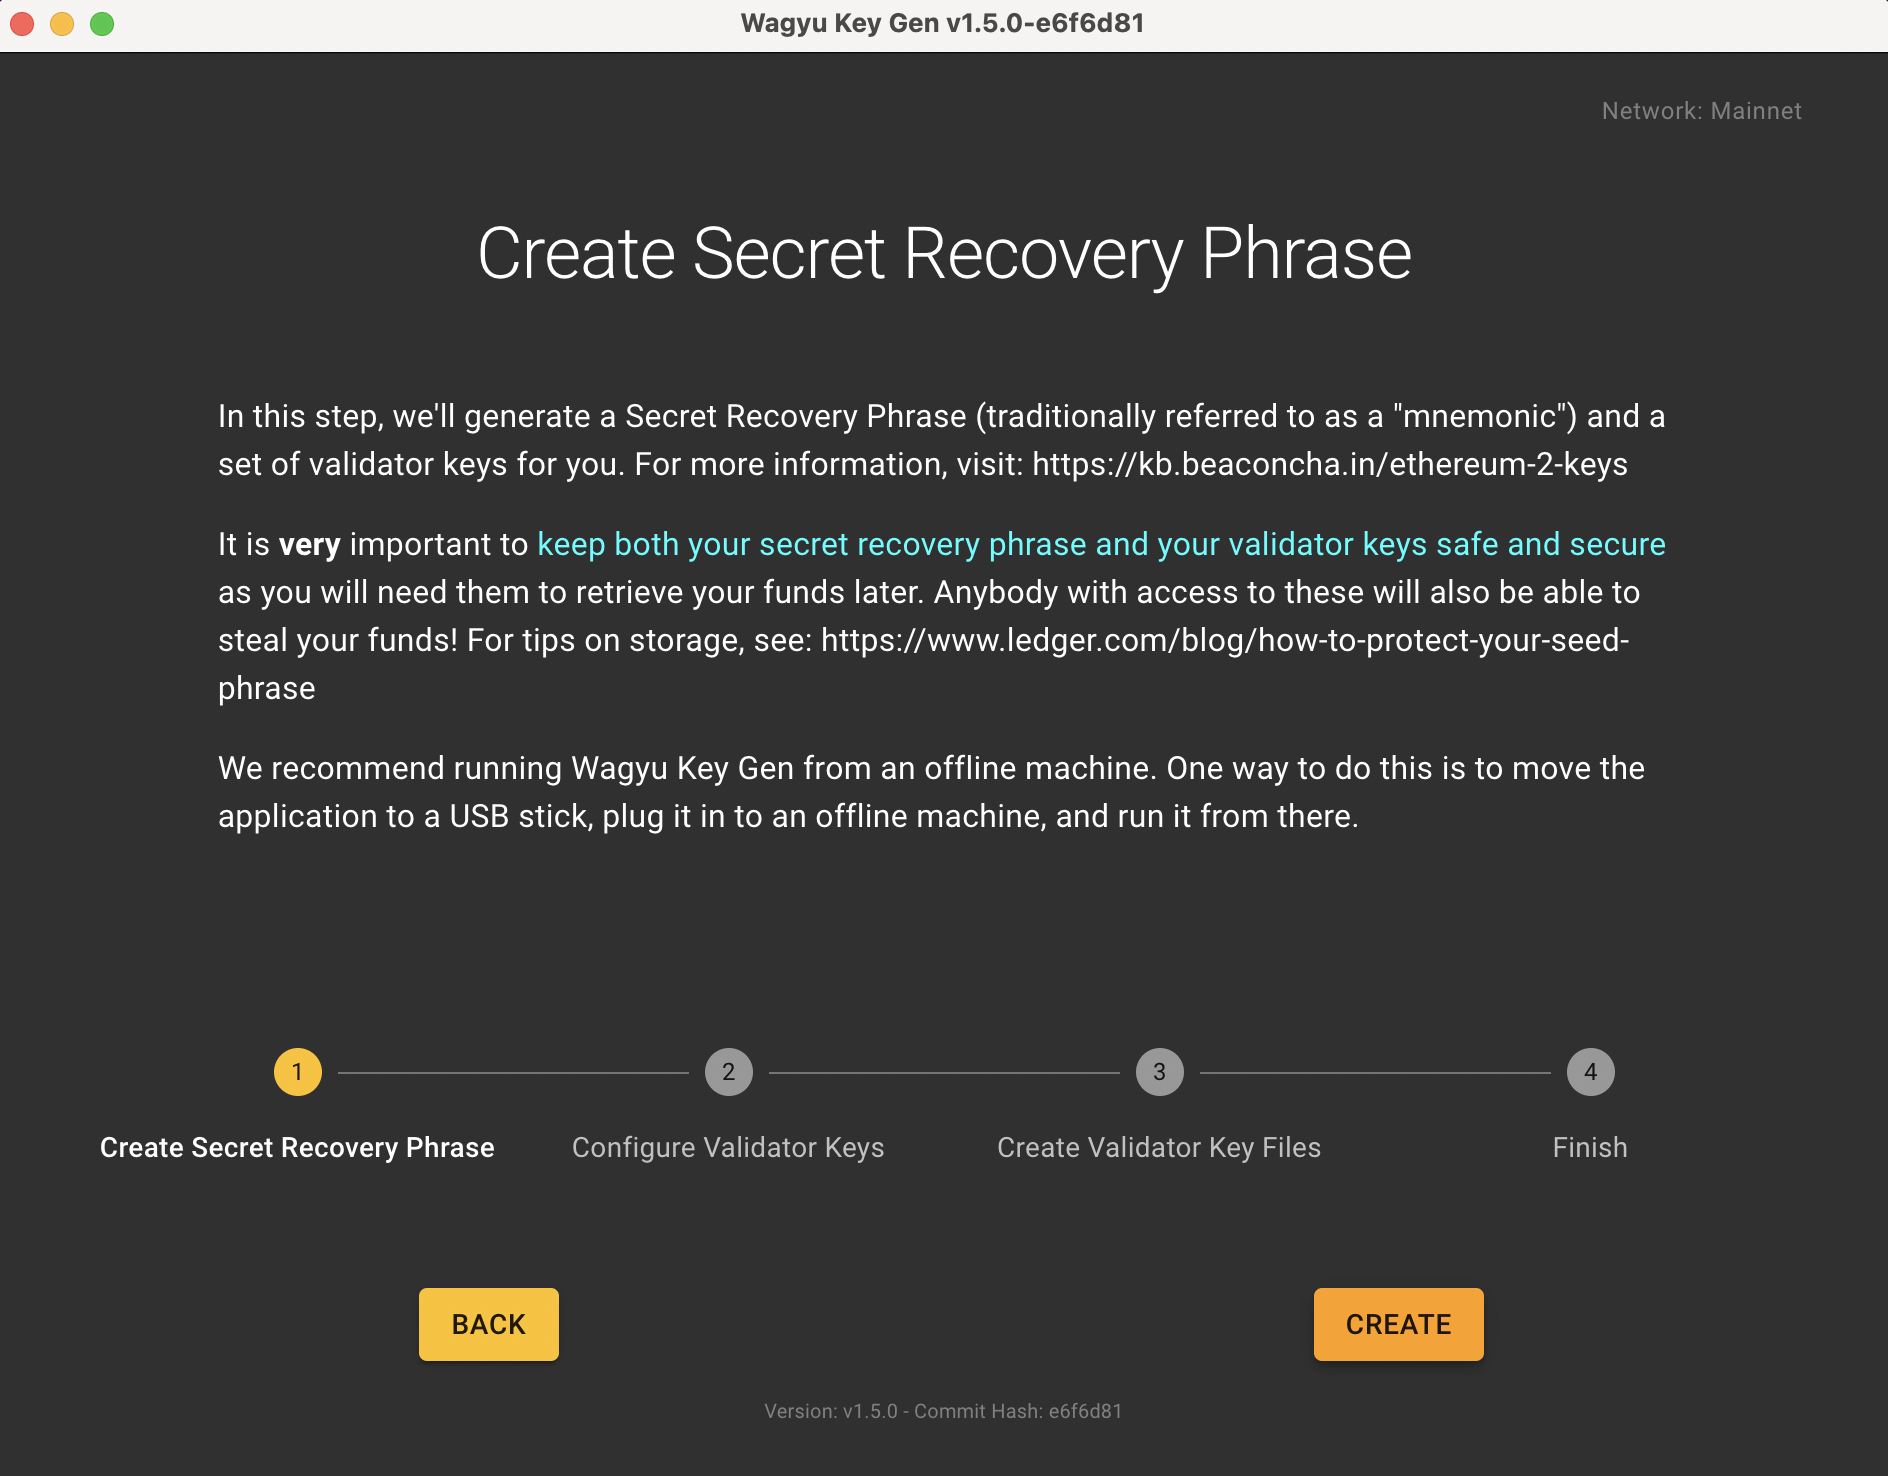 Wagyu Key Gen v1.5.0-e6f6d81
Network: Mainnet
Create Secret Recovery Phrase
In this step, we'll generate a Secret Recovery Phrase (traditionally referred to as a "mnemonic") and a
set of validator keys for you. For more information, visit: https://kb.beaconcha.in/ethereum-2-keys
It is very important to keep both your secret recovery phrase and your validator keys safe and secure
as you will need them to retrieve your funds later. Anybody with access to these will also be able to
steal your funds! For tips on storage, see: https://www.ledger.com/blog/how-to-protect-your-seed-
phrase
We recommend running Wagyu Key Gen from an offline machine. One way to do this is to move the
application to a USB stick, plug it in to an offline machine, and run it from there.
1
2
3
4
Create Secret Recovery Phrase
Configure Validator Keys
Create Validator Key Files
Finish
BACK
CREATE
Version: v1.5.0 - Commit Hash: e6f6d81